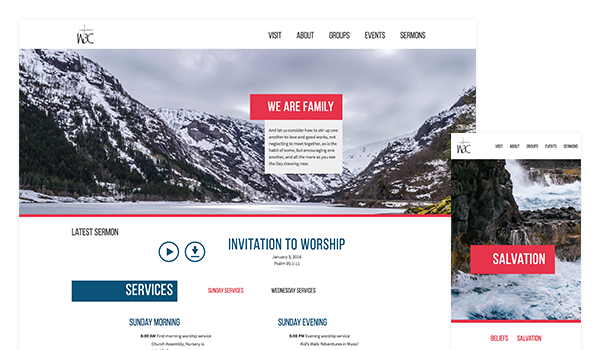 WBC
VISIT ABOUT GROUPS EVENTS SERMONS
WE ARE FAMILY
And let us consider how to stir up one
another to love and good works, not
neglecting to meet together, as is the
habit of some, but encouraging one
another, and all the more as you see
the Day drawing near.
LATEST SERMON
INVITATION TO WORSHIP
January 3, 2016
Psalm 95:1-11
SERVICES
SUNDAY SERVICES WEDNESDAY SERVICES
SUNDAY MORNING
8:00 AM First morning worship service
Church Assembly, Nursery is
SUNDAY EVENING
5:00 PM Evening worship service
Kid's Walk 'Adventures in Music'
WBC
VISIT ABOUT GROUPS EVENTS SERMONS
SALVATION
BELIEFS SALVATION